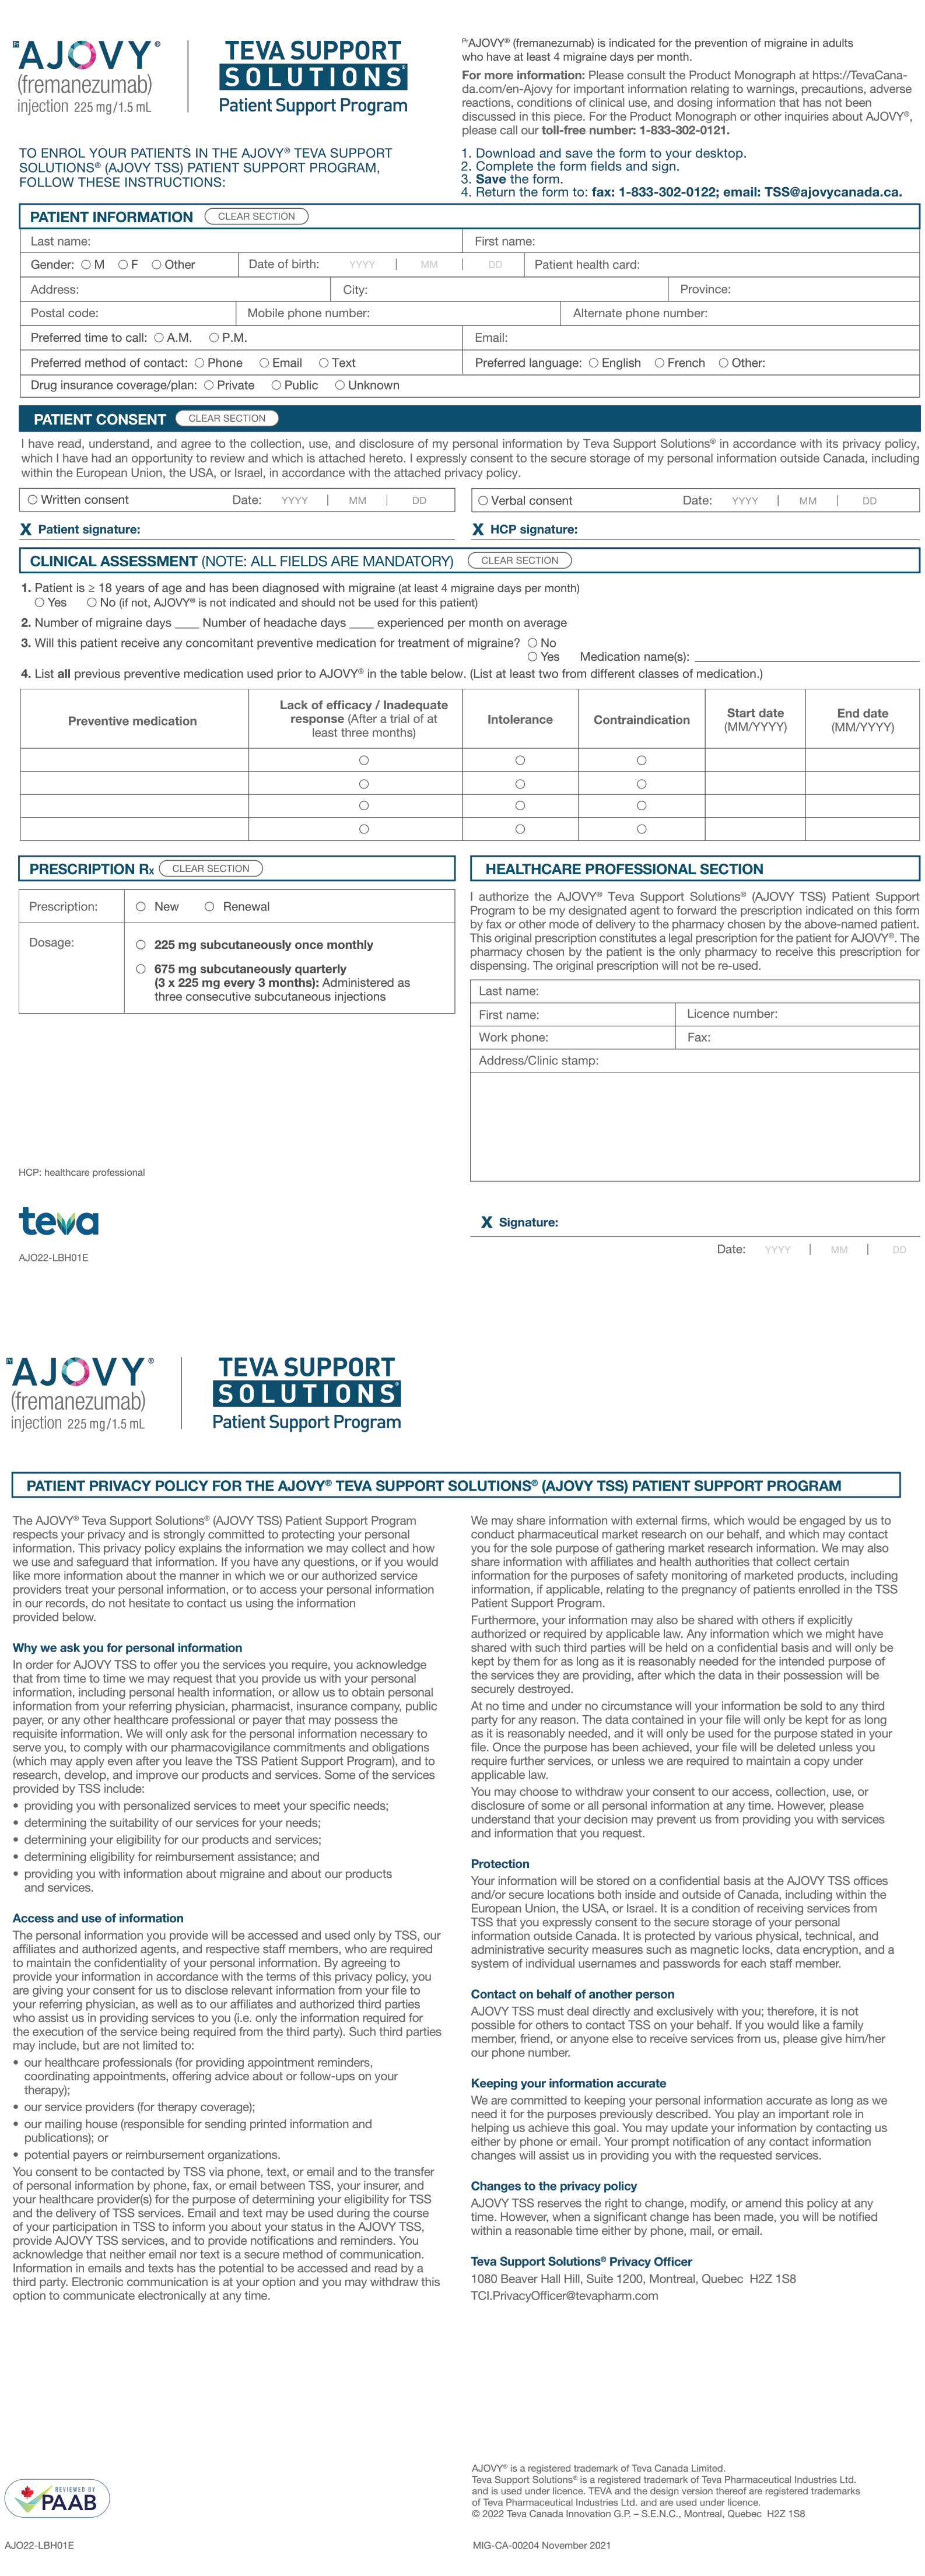 Pr AJOVY®
(fremanezumab)
injection 225 mg/1.5 mL
TEVA SUPPORT
SOLUTIONS®
Patient Support Program
PrAJOVY® (fremanezumab) is indicated for the prevention of migraine in adults
who have at least 4 migraine days per month.
For more information: Please consult the Product Monograph at https://TevaCana-
da.com/en-Ajovy for important information relating to warnings, precautions, adverse
reactions, conditions of clinical use, and dosing information that has not been
discussed in this piece. For the Product Monograph or other inquiries about AJOVY®,
please call our toll-free number: 1-833-302-0121.
TO ENROL YOUR PATIENTS IN THE AJOVY® TEVA SUPPORT
SOLUTIONS® (AJOVY TSS) PATIENT SUPPORT PROGRAM,
FOLLOW THESE INSTRUCTIONS:
1. Download and save the form to your desktop.
2. Complete the form fields and sign.
3. Save the form.
4. Return the form to: fax: 1-833-302-0122; email: TSS@ajovycanada.ca.
PATIENT INFORMATION CLEAR SECTION
Last name: First name:
Gender: M F Other Date of birth: YYYY | MM | DD Patient health card:
Address: City: Province:
Postal code: Mobile phone number: Alternate phone number:
Preferred time to call: A.M. P.M. Email:
Preferred method of contact: Phone Email Text Preferred language: English French Other:
Drug insurance coverage/plan: Private Public Unknown
PATIENT CONSENT CLEAR SECTION
I have read, understand, and agree to the collection, use, and disclosure of my personal information by Teva Support Solutions® in accordance with its privacy policy,
which I have had an opportunity to review and which is attached hereto. I expressly consent to the secure storage of my personal information outside Canada, including
within the European Union, the USA, or Israel, in accordance with the attached privacy policy.
Written consent Date: YYYY | MM | DD Verbal consent Date: YYYY | MM | DD
X Patient signature: X HCP signature:
CLINICAL ASSESSMENT (NOTE: ALL FIELDS ARE MANDATORY) CLEAR SECTION
1. Patient is ≥ 18 years of age and has been diagnosed with migraine (at least 4 migraine days per month)
Yes No (if not, AJOVY® is not indicated and should not be used for this patient)
2. Number of migraine days ____ Number of headache days ____ experienced per month on average
3. Will this patient receive any concomitant preventive medication for treatment of migraine? No
Yes Medication name(s):
4. List all previous preventive medication used prior to AJOVY® in the table below. (List at least two from different classes of medication.)
Preventive medication
Lack of efficacy / Inadequate
response (After a trial of at
least three months)
Intolerance
Contraindication
Start date
(MM/YYYY)
End date
(MM/YYYY)
PRESCRIPTION Rx CLEAR SECTION
Prescription: New Renewal
Dosage: 225 mg subcutaneously once monthly
675 mg subcutaneously quarterly
(3 x 225 mg every 3 months): Administered as
three consecutive subcutaneous injections
HEALTHCARE PROFESSIONAL SECTION
I authorize the AJOVY® Teva Support Solutions® (AJOVY TSS) Patient Support
Program to be my designated agent to forward the prescription indicated on this form
by fax or other mode of delivery to the pharmacy chosen by the above-named patient.
This original prescription constitutes a legal prescription for the patient for AJOVY®. The
pharmacy chosen by the patient is the only pharmacy to receive this prescription for
dispensing. The original prescription will not be re-used.
Last name:
First name: Licence number:
Work phone: Fax:
Address/Clinic stamp:
HCP: healthcare professional
teva
X Signature:
Date: YYYY | MM | DD
AJO22-LBH01E
Pr AJOVY®
(fremanezumab)
injection 225 mg/1.5 mL
TEVA SUPPORT
SOLUTIONS®
Patient Support Program
PATIENT PRIVACY POLICY FOR THE AJOVY® TEVA SUPPORT SOLUTIONS® (AJOVY TSS) PATIENT SUPPORT PROGRAM
The AJOVY® Teva Support Solutions® (AJOVY TSS) Patient Support Program
respects your privacy and is strongly committed to protecting your personal
information. This privacy policy explains the information we may collect and how
we use and safeguard that information. If you have any questions, or if you would
like more information about the manner in which we or our authorized service
providers treat your personal information, or to access your personal information
in our records, do not hesitate to contact us using the information
provided below.
Why we ask you for personal information
In order for AJOVY TSS to offer you the services you require, you acknowledge
that from time to time we may request that you provide us with your personal
information, including personal health information, or allow us to obtain personal
information from your referring physician, pharmacist, insurance company, public
payer, or any other healthcare professional or payer that may possess the
requisite information. We will only ask for the personal information necessary to
serve you, to comply with our pharmacovigilance commitments and obligations
(which may apply even after you leave the TSS Patient Support Program), and to
research, develop, and improve our products and services. Some of the services
provided by TSS include:
• providing you with personalized services to meet your specific needs;
• determining the suitability of our services for your needs;
• determining your eligibility for our products and services;
• determining eligibility for reimbursement assistance; and
• providing you with information about migraine and about our products
and services.
Access and use of information
The personal information you provide will be accessed and used only by TSS, our
affiliates and authorized agents, and respective staff members, who are required
to maintain the confidentiality of your personal information. By agreeing to
provide your information in accordance with the terms of this privacy policy, you
are giving your consent for us to disclose relevant information from your file to
your referring physician, as well as to our affiliates and authorized third parties
who assist us in providing services to you (i.e. only the information required for
the execution of the service being required from the third party). Such third parties
may include, but are not limited to:
• our healthcare professionals (for providing appointment reminders,
coordinating appointments, offering advice about or follow-ups on your
therapy);
• our service providers (for therapy coverage);
• our mailing house (responsible for sending printed information and
publications); or
• potential payers or reimbursement organizations.
You consent to be contacted by TSS via phone, text, or email and to the transfer
of personal information by phone, fax, or email between TSS, your insurer, and
your healthcare provider(s) for the purpose of determining your eligibility for TSS
and the delivery of TSS services. Email and text may be used during the course
of your participation in TSS to inform you about your status in the AJOVY TSS,
provide AJOVY TSS services, and to provide notifications and reminders. You
acknowledge that neither email nor text is a secure method of communication.
Information in emails and texts has the potential to be accessed and read by a
third party. Electronic communication is at your option and you may withdraw this
option to communicate electronically at any time.
We may share information with external firms, which would be engaged by us to
conduct pharmaceutical market research on our behalf, and which may contact
you for the sole purpose of gathering market research information. We may also
share information with affiliates and health authorities that collect certain
information for the purposes of safety monitoring of marketed products, including
information, if applicable, relating to the pregnancy of patients enrolled in the TSS
Patient Support Program.
Furthermore, your information may also be shared with others if explicitly
authorized or required by applicable law. Any information which we might have
shared with such third parties will be held on a confidential basis and will only be
kept by them for as long as it is reasonably needed for the intended purpose of
the services they are providing, after which the data in their possession will be
securely destroyed.
At no time and under no circumstance will your information be sold to any third
party for any reason. The data contained in your file will only be kept for as long
as it is reasonably needed, and it will only be used for the purpose stated in your
file. Once the purpose has been achieved, your file will be deleted unless you
require further services, or unless we are required to maintain a copy under
applicable law.
You may choose to withdraw your consent to our access, collection, use, or
disclosure of some or all personal information at any time. However, please
understand that your decision may prevent us from providing you with services
and information that you request.
Protection
Your information will be stored on a confidential basis at the AJOVY TSS offices
and/or secure locations both inside and outside of Canada, including within the
European Union, the USA, or Israel. It is a condition of receiving services from
TSS that you expressly consent to the secure storage of your personal
information outside Canada. It is protected by various physical, technical, and
administrative security measures such as magnetic locks, data encryption, and a
system of individual usernames and passwords for each staff member.
Contact on behalf of another person
AJOVY TSS must deal directly and exclusively with you; therefore, it is not
possible for others to contact TSS on your behalf. If you would like a family
member, friend, or anyone else to receive services from us, please give him/her
our phone number.
Keeping your information accurate
We are committed to keeping your personal information accurate as long as we
need it for the purposes previously described. You play an important role in
helping us achieve this goal. You may update your information by contacting us
either by phone or email. Your prompt notification of any contact information
changes will assist us in providing you with the requested services.
Changes to the privacy policy
AJOVY TSS reserves the right to change, modify, or amend this policy at any
time. However, when a significant change has been made, you will be notified
within a reasonable time either by phone, mail, or email.
Teva Support Solutions® Privacy Officer
1080 Beaver Hall Hill, Suite 1200, Montreal, Quebec H2Z 1S8
TCI.PrivacyOfficer@tevapharm.com
REVIEWED BY
PAAB
AJOVY® is a registered trademark of Teva Canada Limited.
Teva Support Solutions® is a registered trademark of Teva Pharmaceutical Industries Ltd.
and is used under licence. TEVA and the design version thereof are registered trademarks
of Teva Pharmaceutical Industries Ltd. and are used under licence.
© 2022 Teva Canada Innovation G.P. – S.E.N.C., Montreal, Quebec H2Z 1S8
AJO22-LBH01E
MIG-CA-00204 November 2021